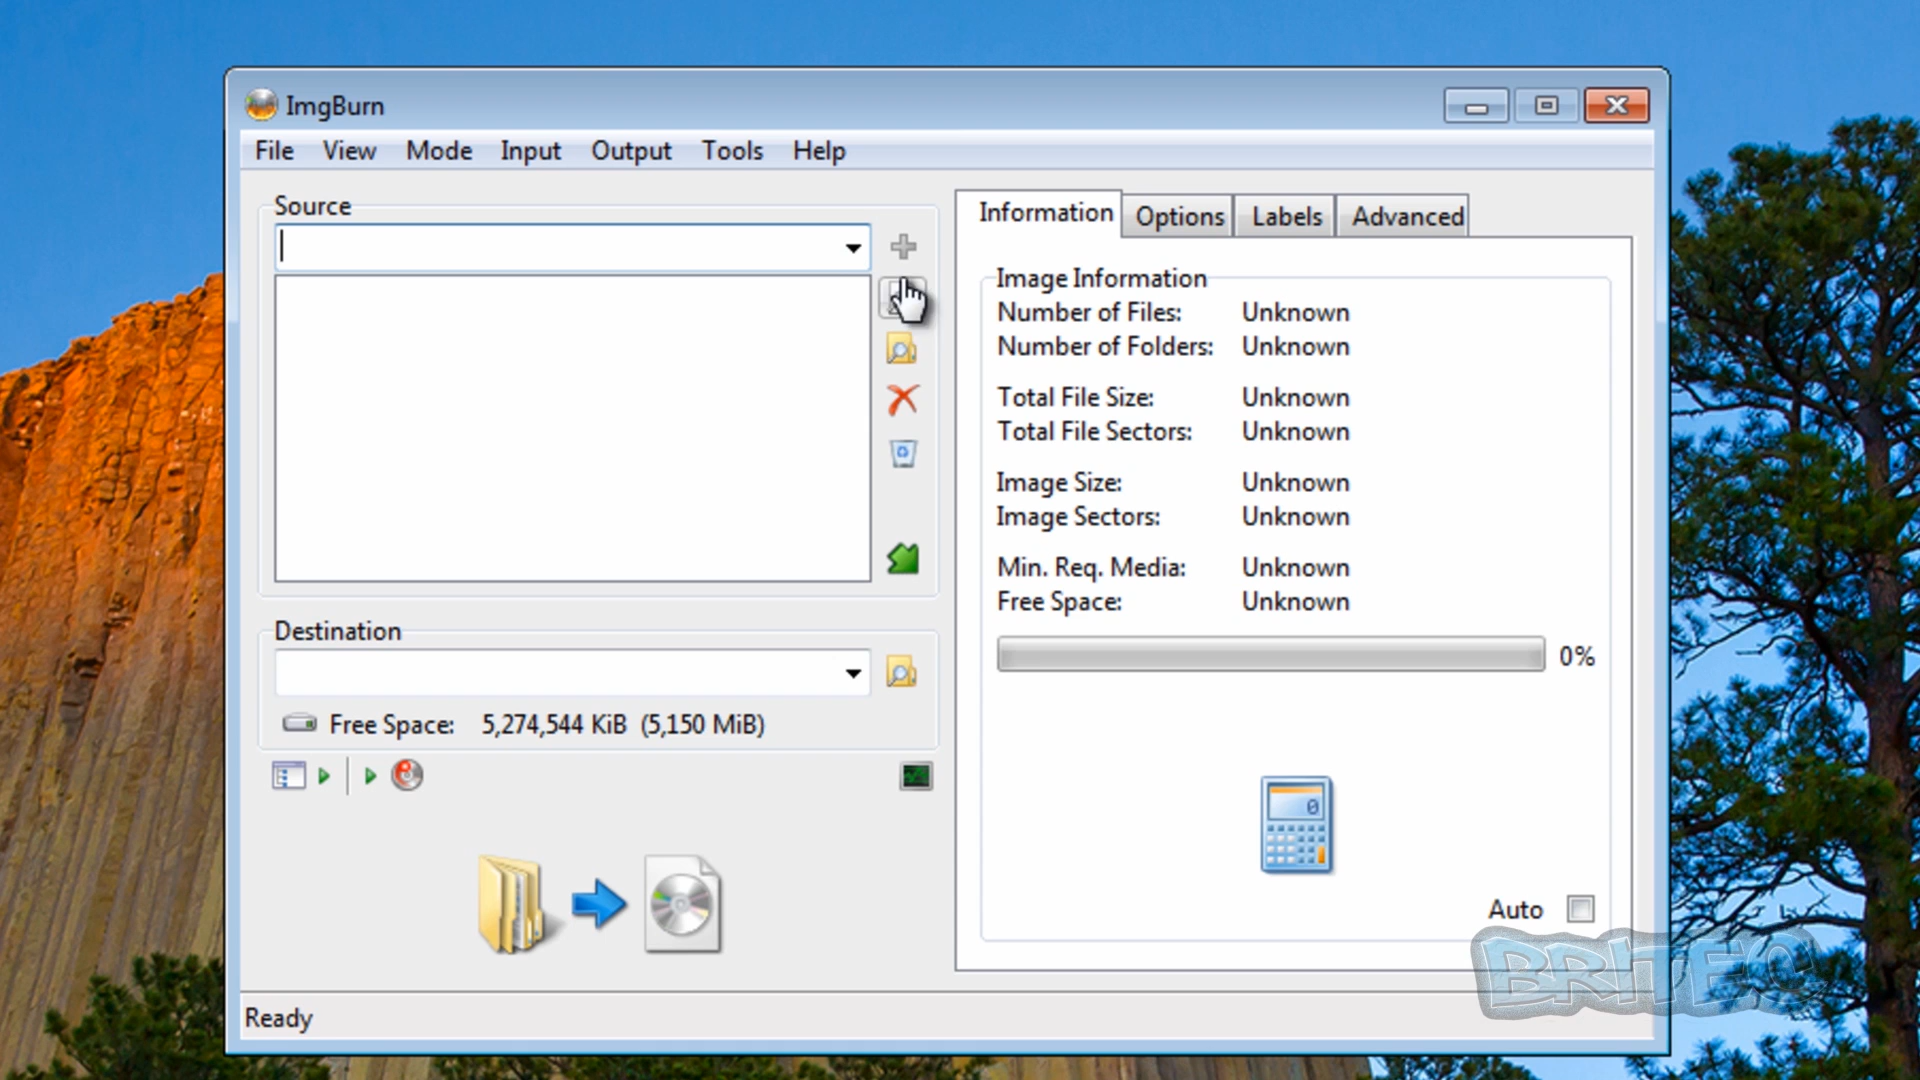 ImgBurn
File View Mode Input Output Tools Help
Source
Information Options Labels Advanced
Image Information
Number of Files: Unknown
Number of Folders: Unknown
Total File Size: Unknown
Total File Sectors: Unknown
Image Size: Unknown
Image Sectors: Unknown
Min. Req. Media: Unknown
Free Space: Unknown
0%
Destination
Free Space: 5,274,544 KiB (5,150 MiB)
0
Auto
BRITEC
Ready